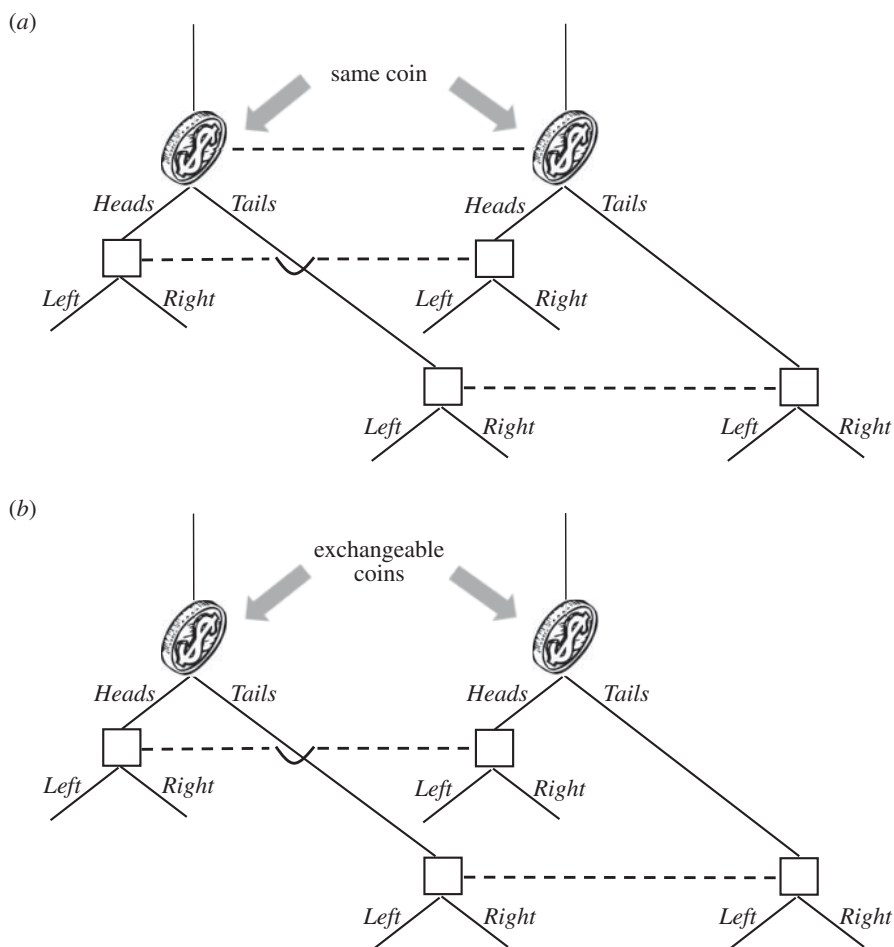 (a)
same coin
Heads Tails Heads Tails
Left Right Left Right
Left Right Left Right
(b)
exchangeable
coins
Heads Tails Heads Tails
Left Right Left Right
Left Right Left Right